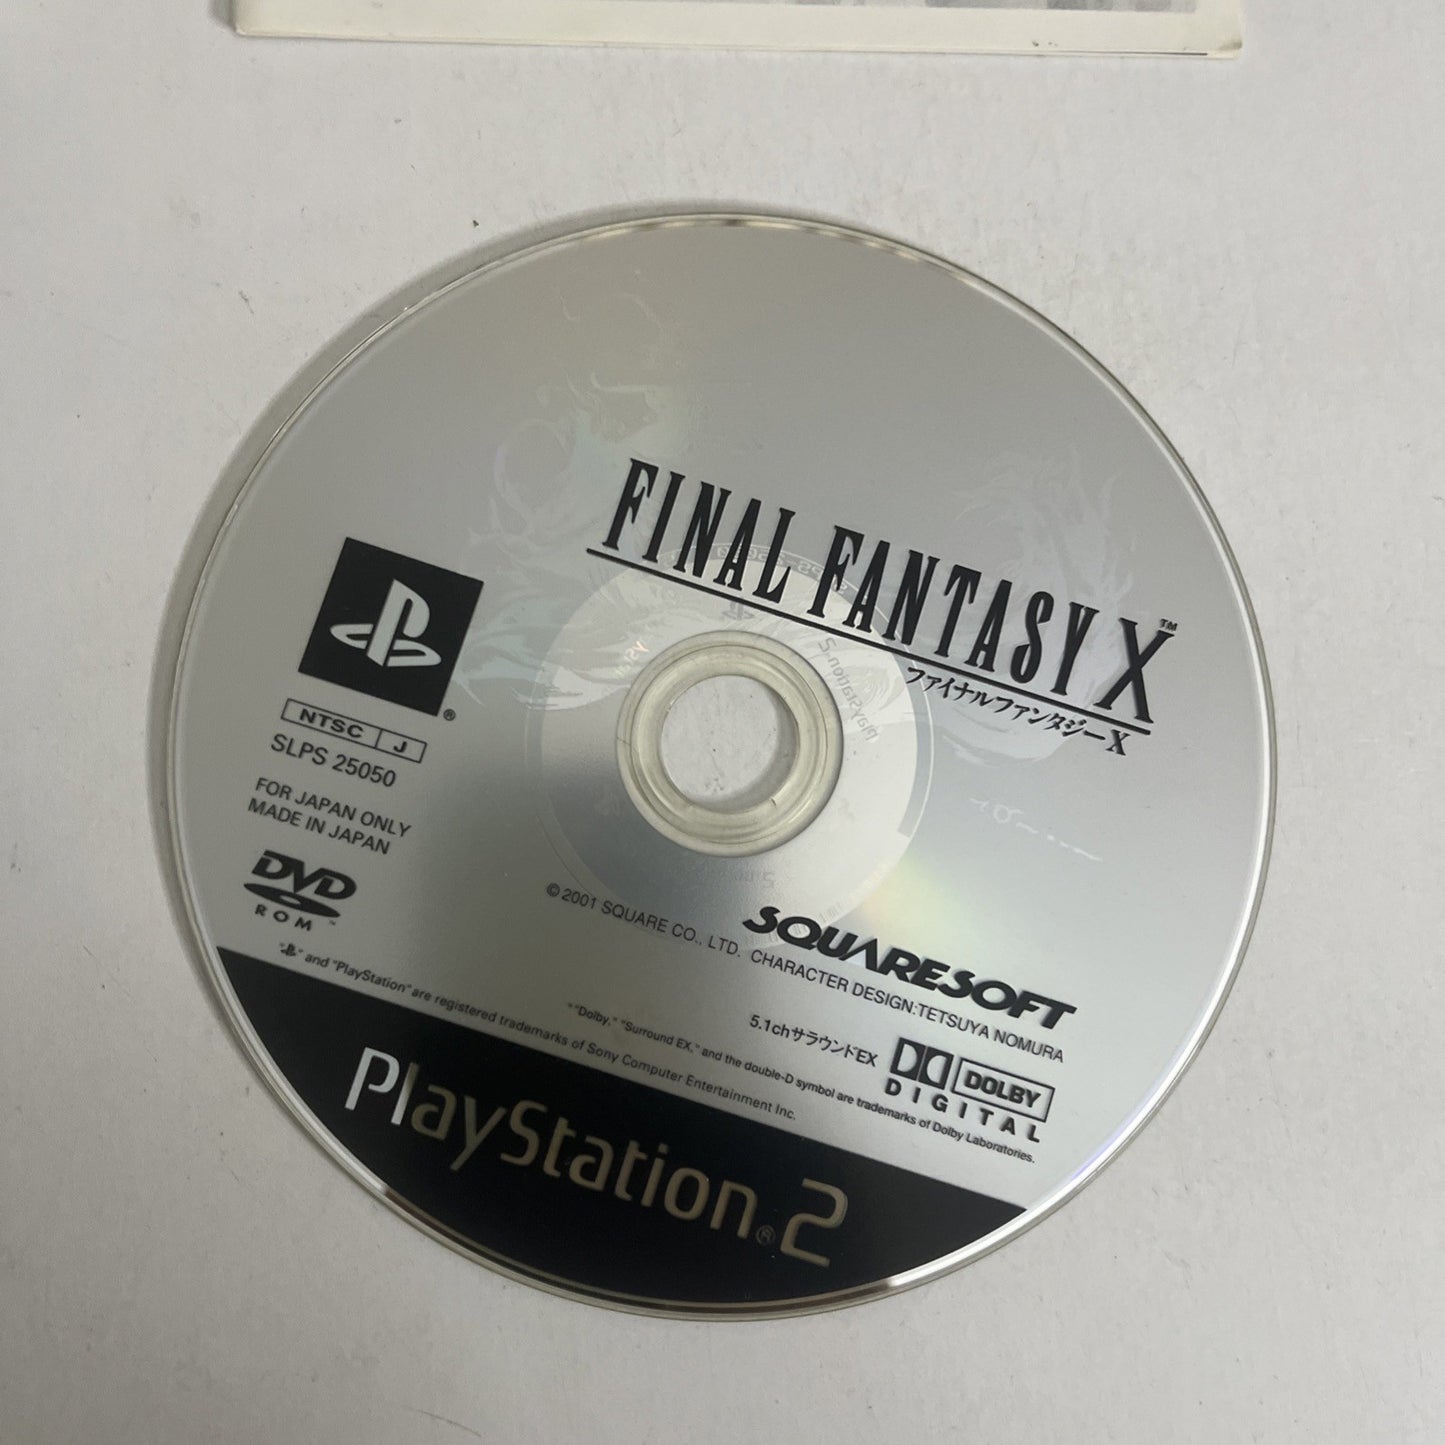 FINAL FANTASY X™
ファイナルファンタジーX
®
NTSC J
SLPS 25050
FOR JAPAN ONLY
MADE IN JAPAN
DVD
ROM™
SQUARESOFT
© 2001 SQUARE CO., LTD. CHARACTER DESIGN:TETSUYA NOMURA
5.1chサラウンドEX
DOLBY
DIGITAL
" "Dolby," "Surround EX," and the double-D symbol are trademarks of Dolby Laboratories.
" " and "PlayStation" are registered trademarks of Sony Computer Entertainment Inc.
PlayStation®2